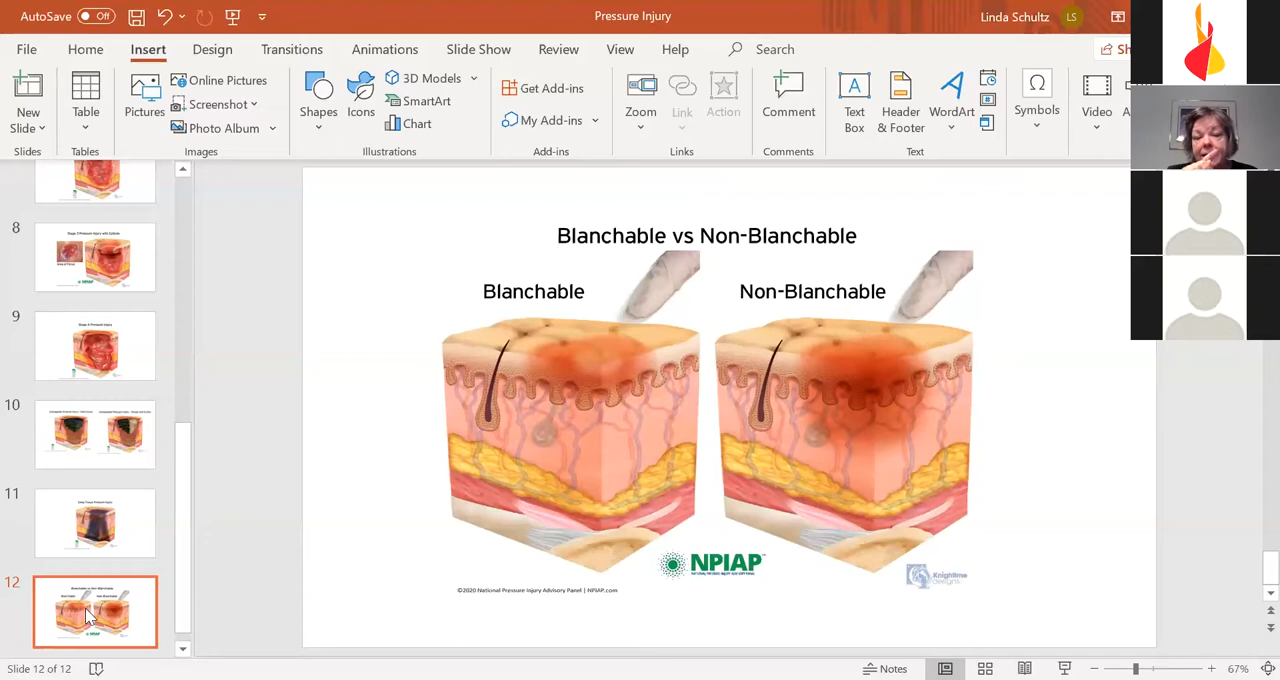 AutoSave Off
Pressure Injury
Linda Schultz LS
File Home Insert Design Transitions Animations Slide Show Review View Help Search Sh
New Slide
Table
Pictures
Online Pictures
Screenshot
Photo Album
Shapes
Icons
3D Models
SmartArt
Chart
Get Add-ins
My Add-ins
Zoom
Link
Action
Comment
Text Box
Header & Footer
WordArt
Symbols
Video
A
Slides Tables Images Illustrations Add-ins Links Comments Text
8
9
10
11
12
Blanchable vs Non-Blanchable
Blanchable
Non-Blanchable
NPIAP
Knighttime
designs
©2020 National Pressure Injury Advisory Panel | NPIAP.com
Slide 12 of 12
Notes
67%